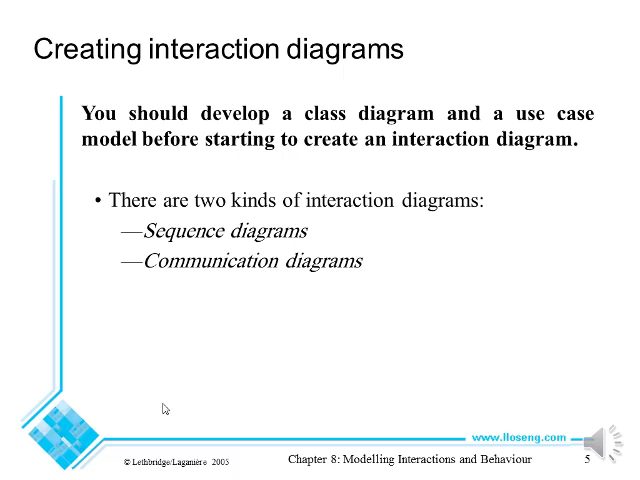 Creating interaction diagrams
You should develop a class diagram and a use case
model before starting to create an interaction diagram.
• There are two kinds of interaction diagrams:
—Sequence diagrams
—Communication diagrams
www.lloseng.com
© Lethbridge/Laganière 2005
Chapter 8: Modelling Interactions and Behaviour
5